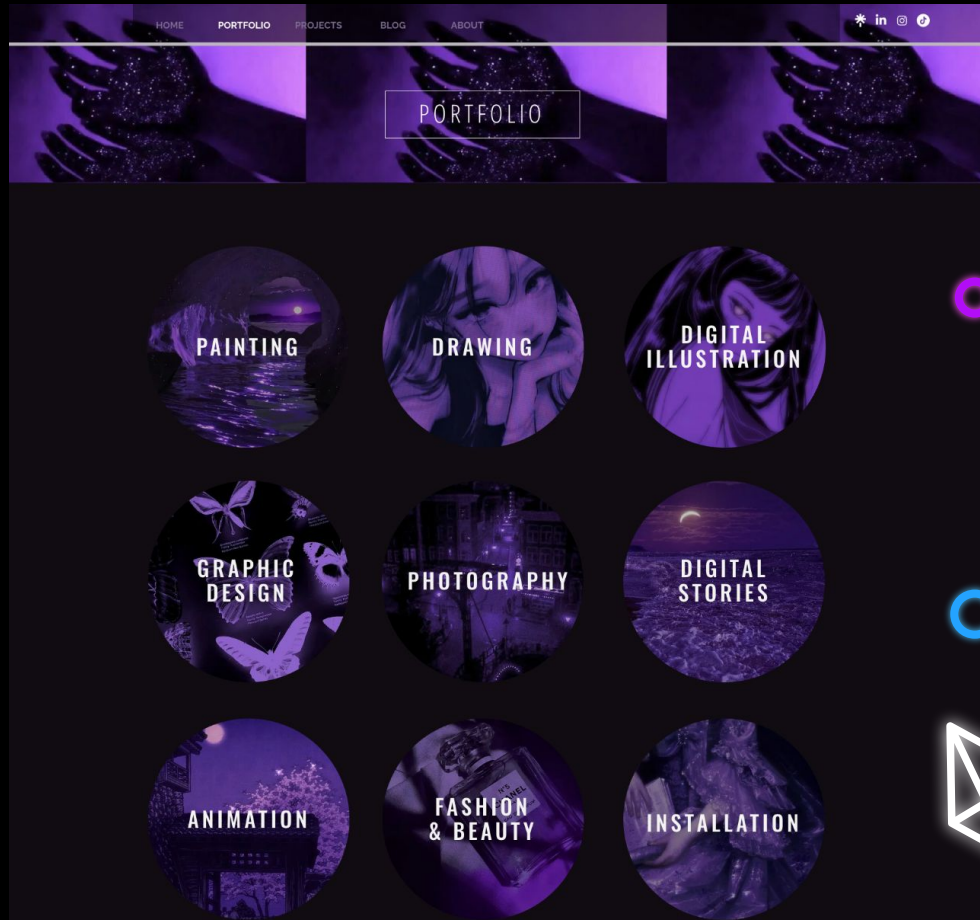 HOME PORTFOLIO PROJECTS BLOG ABOUT
PORTFOLIO
PAINTING
DRAWING
DIGITAL
ILLUSTRATION
GRAPHIC
DESIGN
PHOTOGRAPHY
DIGITAL
STORIES
ANIMATION
FASHION
& BEAUTY
INSTALLATION